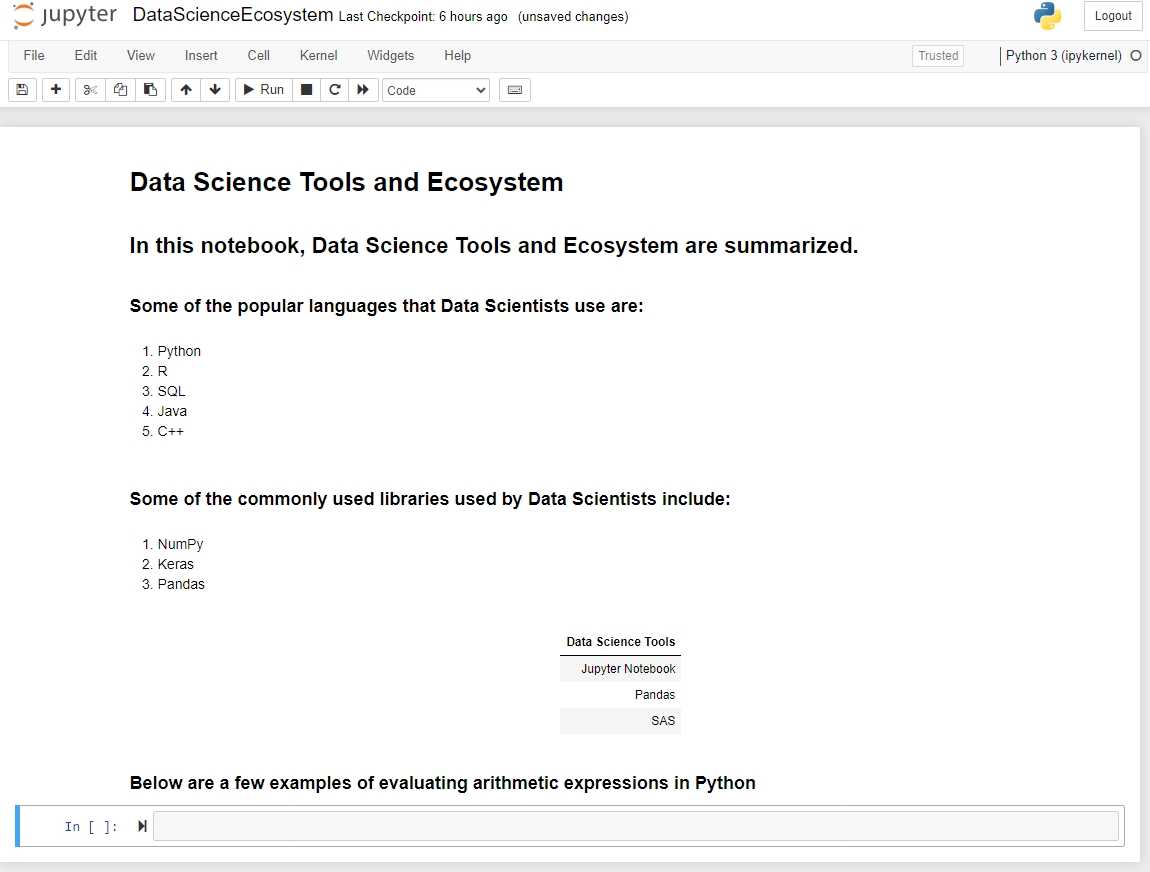 jupyter DataScienceEcosystem Last Checkpoint: 6 hours ago (unsaved changes) Logout
File Edit View Insert Cell Kernel Widgets Help Trusted Python 3 (ipykernel)
Run Code
Data Science Tools and Ecosystem
In this notebook, Data Science Tools and Ecosystem are summarized.
Some of the popular languages that Data Scientists use are:
1. Python
2. R
3. SQL
4. Java
5. C++
Some of the commonly used libraries used by Data Scientists include:
1. NumPy
2. Keras
3. Pandas
Data Science Tools
Jupyter Notebook
Pandas
SAS
Below are a few examples of evaluating arithmetic expressions in Python
In [ ]: